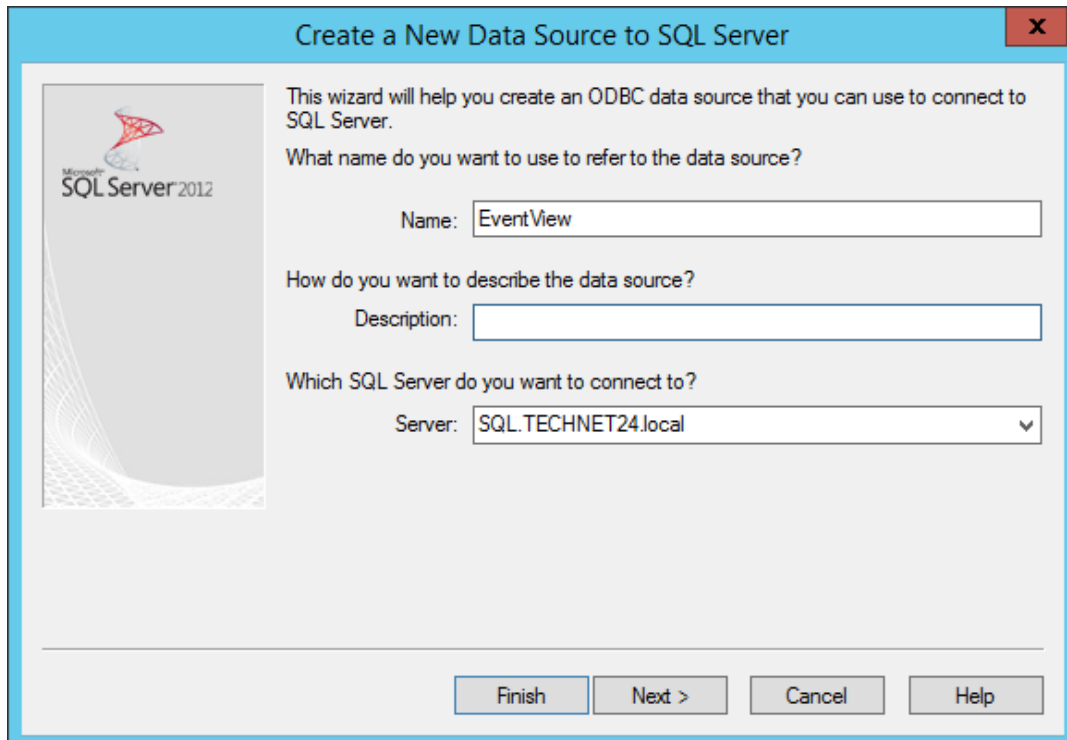 Create a New Data Source to SQL Server
x
This wizard will help you create an ODBC data source that you can use to connect to
SQL Server.
What name do you want to use to refer to the data source?
Microsoft®
SQL Server 2012
Name: EventView
How do you want to describe the data source?
Description:
Which SQL Server do you want to connect to?
Server: SQL.TECHNET24.local
Finish Next > Cancel Help